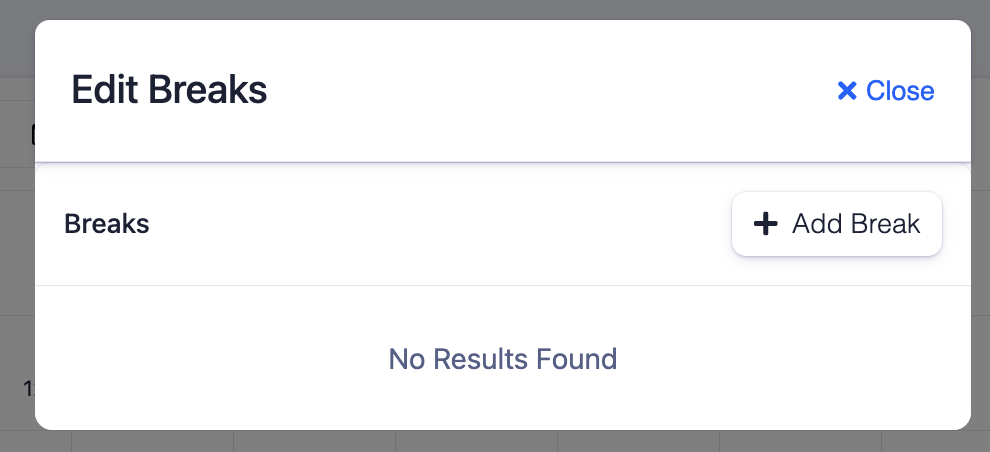 Edit Breaks
Close
Breaks
Add Break
No Results Found